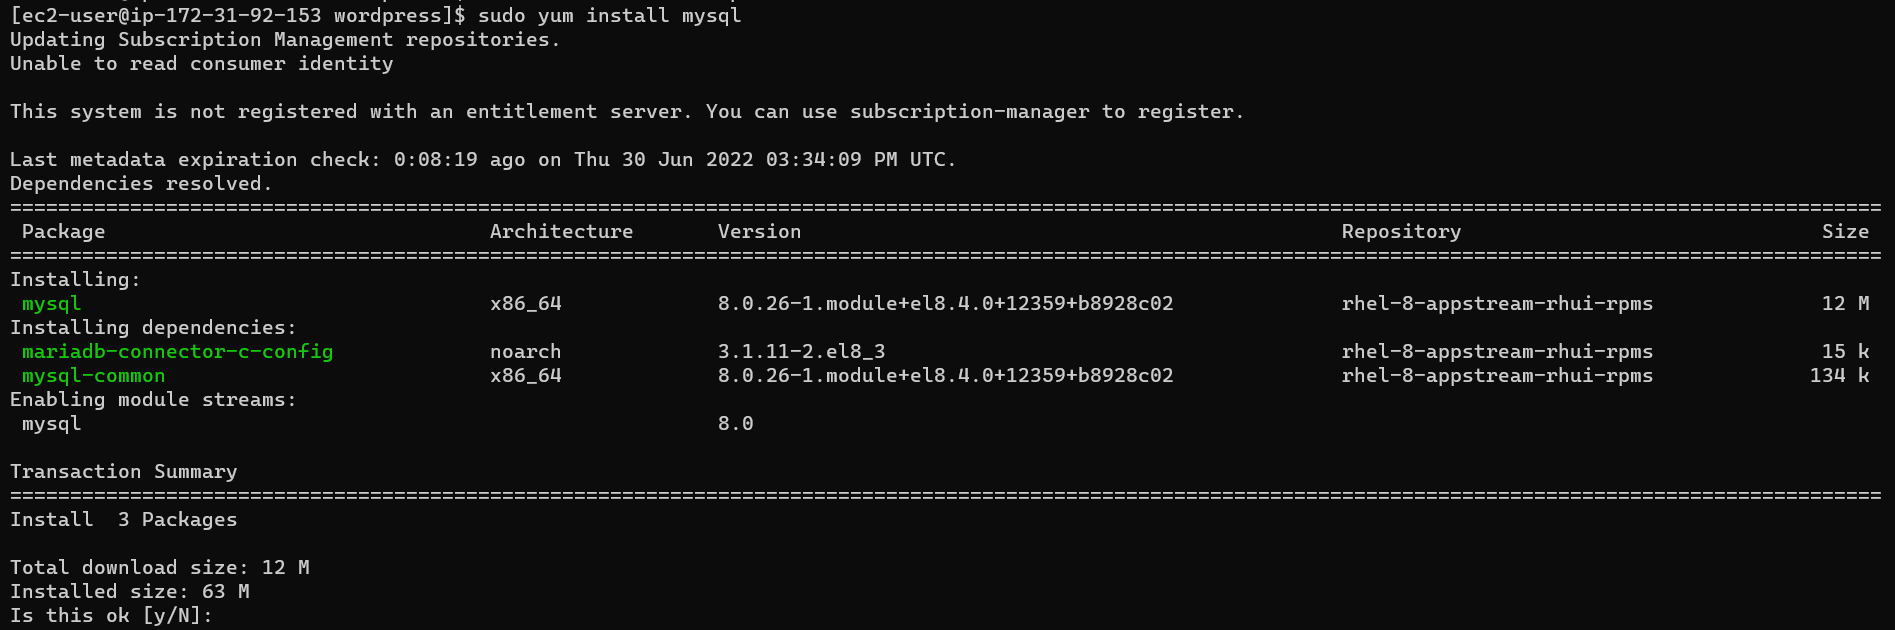 [ec2-user@ip-172-31-92-153 wordpress]$ sudo yum install mysql
Updating Subscription Management repositories.
Unable to read consumer identity
This system is not registered with an entitlement server. You can use subscription-manager to register.
Last metadata expiration check: 0:08:19 ago on Thu 30 Jun 2022 03:34:09 PM UTC.
Dependencies resolved.
============================================================================================================================================================
Package Architecture Version Repository Size
============================================================================================================================================================
Installing:
mysql x86_64 8.0.26-1.module+el8.4.0+12359+b8928c02 rhel-8-appstream-rhui-rpms 12 M
Installing dependencies:
mariadb-connector-c-config noarch 3.1.11-2.el8_3 rhel-8-appstream-rhui-rpms 15 k
mysql-common x86_64 8.0.26-1.module+el8.4.0+12359+b8928c02 rhel-8-appstream-rhui-rpms 134 k
Enabling module streams:
mysql 8.0
Transaction Summary
============================================================================================================================================================
Install 3 Packages
Total download size: 12 M
Installed size: 63 M
Is this ok [y/N]: